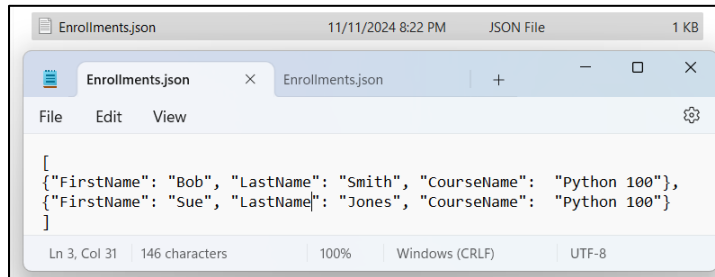 Enrollments.json 11/11/2024 8:22 PM JSON File 1 KB
Enrollments.json × Enrollments.json + − □ ×
File Edit View
[
{"FirstName": "Bob", "LastName": "Smith", "CourseName":  "Python 100"},
{"FirstName": "Sue", "LastName": "Jones", "CourseName":  "Python 100"}
]
Ln 3, Col 31 146 characters 100% Windows (CRLF) UTF-8